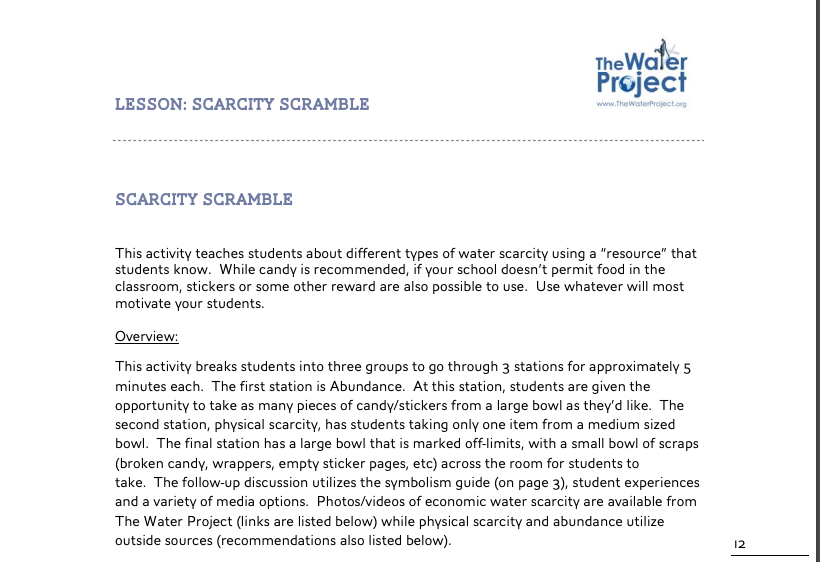 The Water
Project
www.TheWaterProject.org
LESSON: SCARCITY SCRAMBLE
SCARCITY SCRAMBLE
This activity teaches students about different types of water scarcity using a “resource” that
students know.  While candy is recommended, if your school doesn’t permit food in the
classroom, stickers or some other reward are also possible to use.  Use whatever will most
motivate your students.
Overview:
This activity breaks students into three groups to go through 3 stations for approximately 5
minutes each.  The first station is Abundance.  At this station, students are given the
opportunity to take as many pieces of candy/stickers from a large bowl as they’d like.  The
second station, physical scarcity, has students taking only one item from a medium sized
bowl.  The final station has a large bowl that is marked off-limits, with a small bowl of scraps
(broken candy, wrappers, empty sticker pages, etc) across the room for students to
take.  The follow-up discussion utilizes the symbolism guide (on page 3), student experiences
and a variety of media options.  Photos/videos of economic water scarcity are available from
The Water Project (links are listed below) while physical scarcity and abundance utilize
outside sources (recommendations also listed below).
12